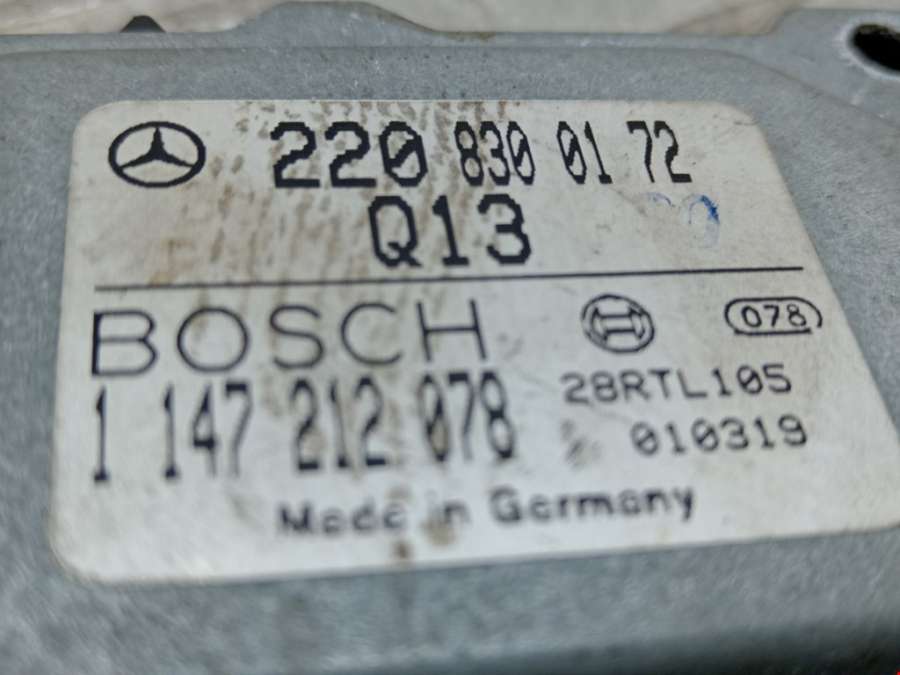 220 830 01 72
Q13
BOSCH
078
1 147 212 078
28RTL105
010319
Made in Germany